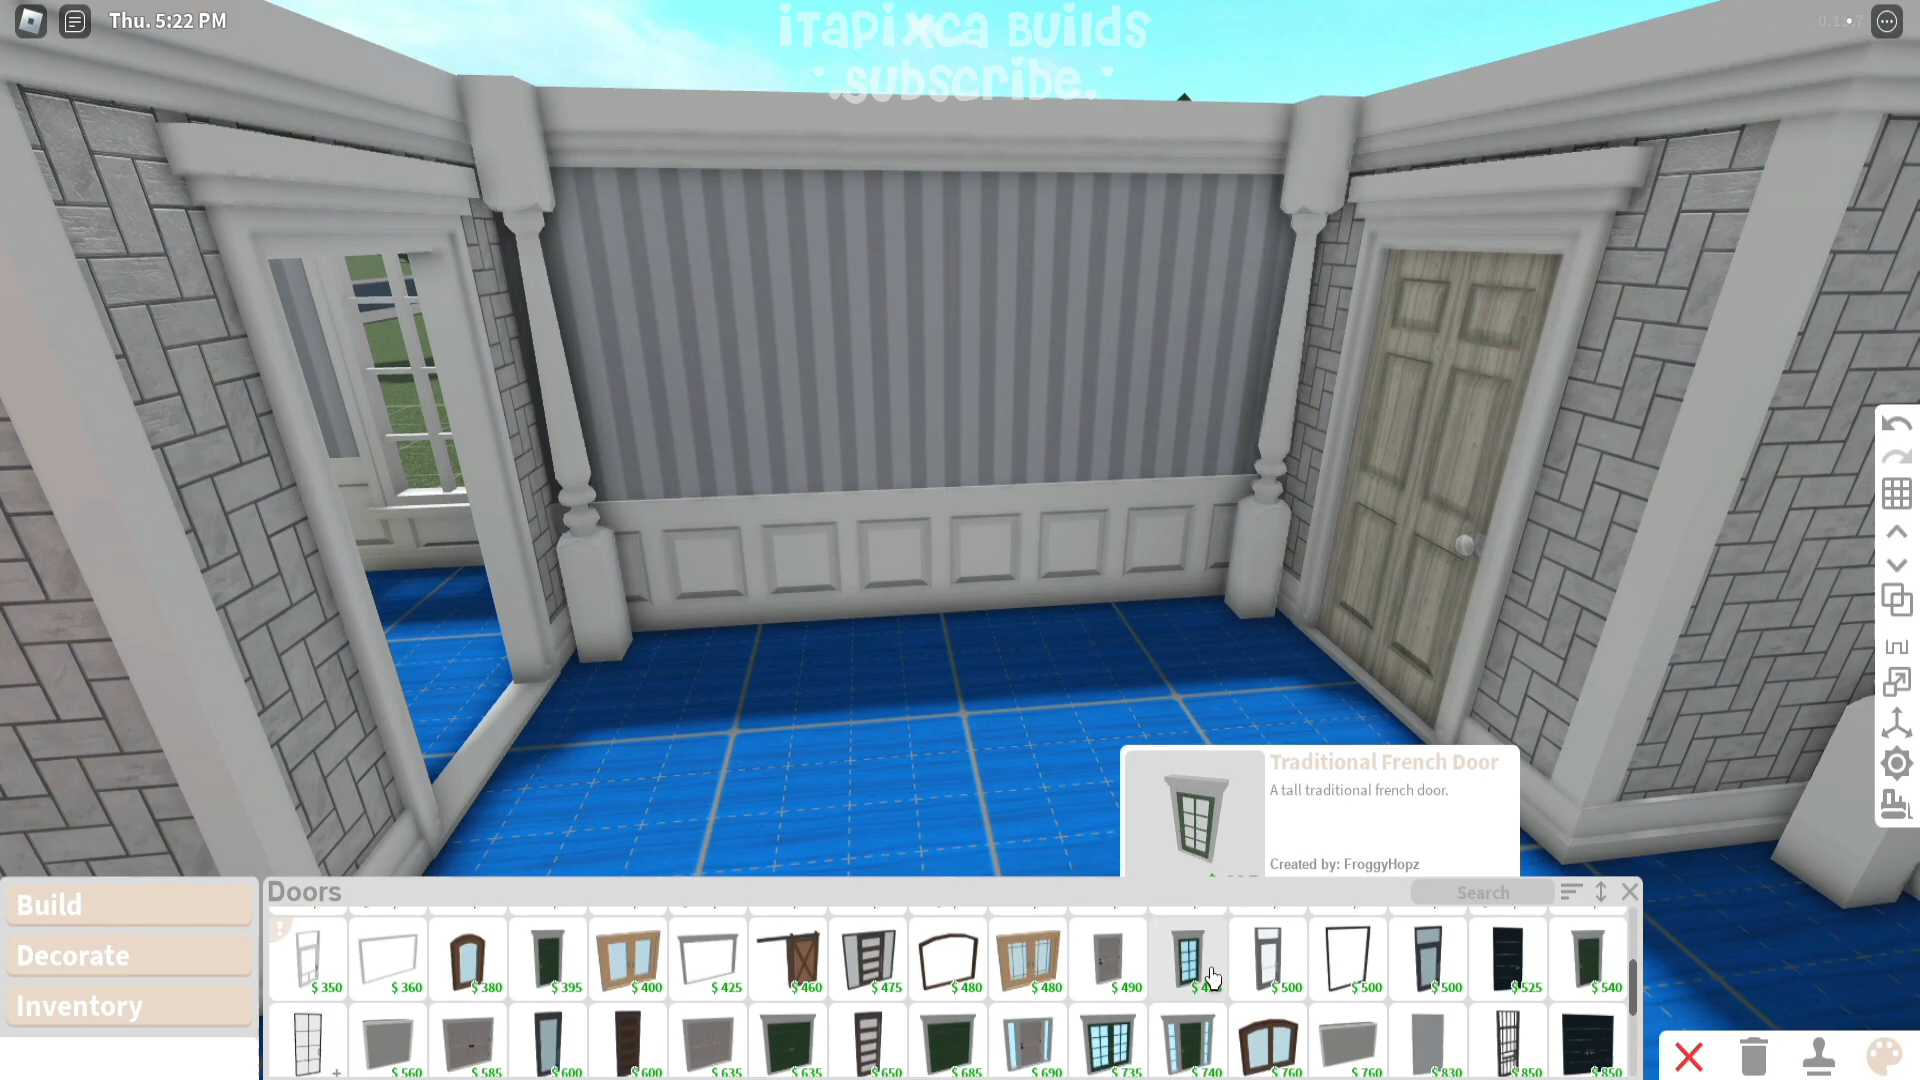 Thu. 5:22 PM
iTapixca Builds
.subscribe.
Traditional French Door
A tall traditional french door.
Created by: FroggyHopz
Build
Decorate
Inventory
Doors
Search
$ 350 $ 360 $ 380 $ 395 $ 400 $ 425 $ 460 $ 475 $ 480 $ 480 $ 490 $ 500 $ 500 $ 500 $ 525 $ 540
$ 560 $ 585 $ 600 $ 600 $ 635 $ 635 $ 650 $ 685 $ 690 $ 735 $ 740 $ 760 $ 760 $ 830 $ 850 $ 850